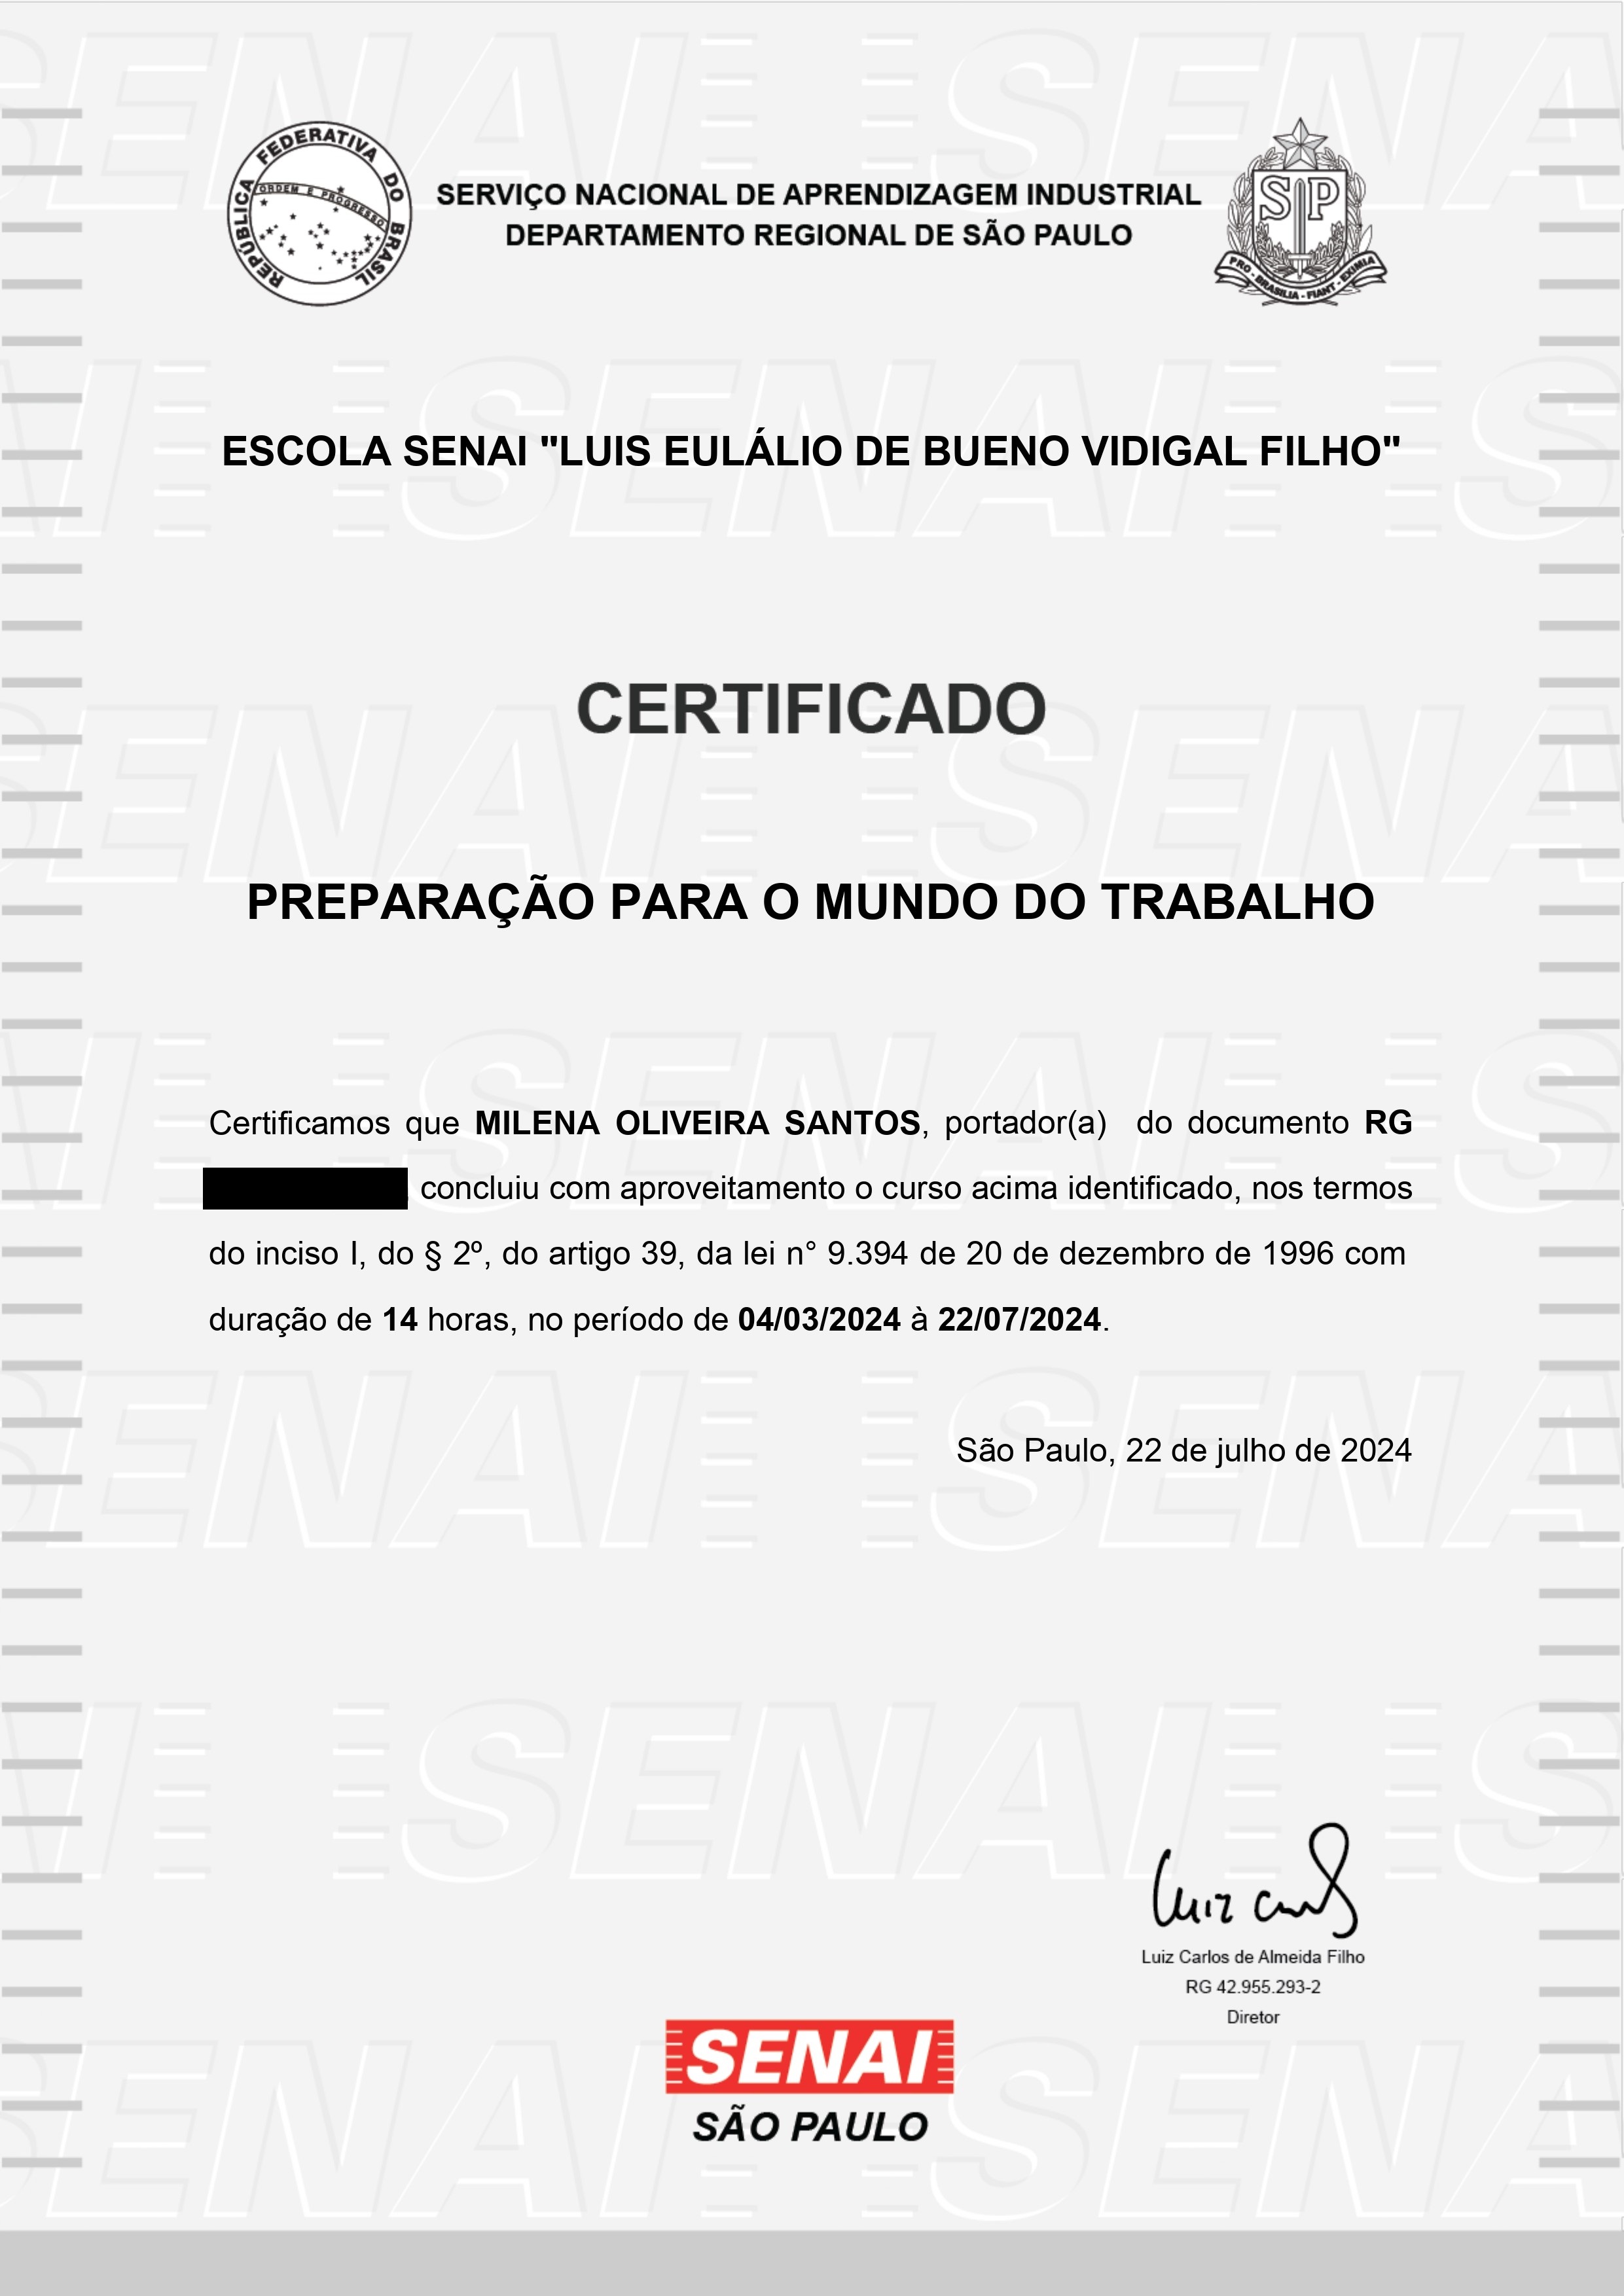 REPÚBLICA FEDERATIVA DO BRASIL
ORDEM E PROGRESSO
SERVIÇO NACIONAL DE APRENDIZAGEM INDUSTRIAL
DEPARTAMENTO REGIONAL DE SÃO PAULO
SP
PRO - BRASILIA - FIANT - EXIMIA
ESCOLA SENAI "LUIS EULÁLIO DE BUENO VIDIGAL FILHO"
CERTIFICADO
PREPARAÇÃO PARA O MUNDO DO TRABALHO
Certificamos que MILENA OLIVEIRA SANTOS, portador(a) do documento RG
concluiu com aproveitamento o curso acima identificado, nos termos
do inciso I, do § 2º, do artigo 39, da lei n° 9.394 de 20 de dezembro de 1996 com
duração de 14 horas, no período de 04/03/2024 à 22/07/2024.
São Paulo, 22 de julho de 2024
Luiz Carlos de Almeida Filho
RG 42.955.293-2
Diretor
SENAI
SÃO PAULO